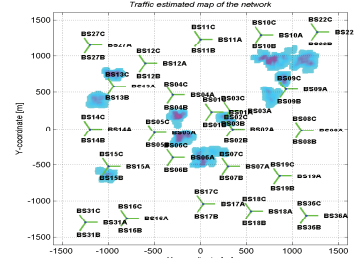 Traffic estimated map of the network
1500
1000
500
0
-500
-1000
-1500
Y-coordinate [m]
-1500 -1000 -500 0 500 1000 1500
BS11C
BS11A
BS11B
BS10C
BS10A
BS10B
BS22C
BS22
BS27C
BS27A
BS27B
BS12C
BS12A
BS12B
BS13C
BS13B
BS04C
BS04A
BS04B
BS09C
BS09A
BS09B
BS03C
BS03A
BS03B
BS01
BS02C
BS02A
BS02B
BS14C
BS14A
BS14B
BS05C
BS05A
BS05B
BS06C
BS06A
BS06B
BS08C
BS08B
BS15C
BS15A
BS15B
BS07C
BS07A
BS07B
BS19C
BS19A
BS19B
BS17C
BS17A
BS17B
BS18C
BS18A
BS18B
BS31C
BS31A
BS31B
BS16C
BS16A
BS16B
BS36C
BS36A
BS36B